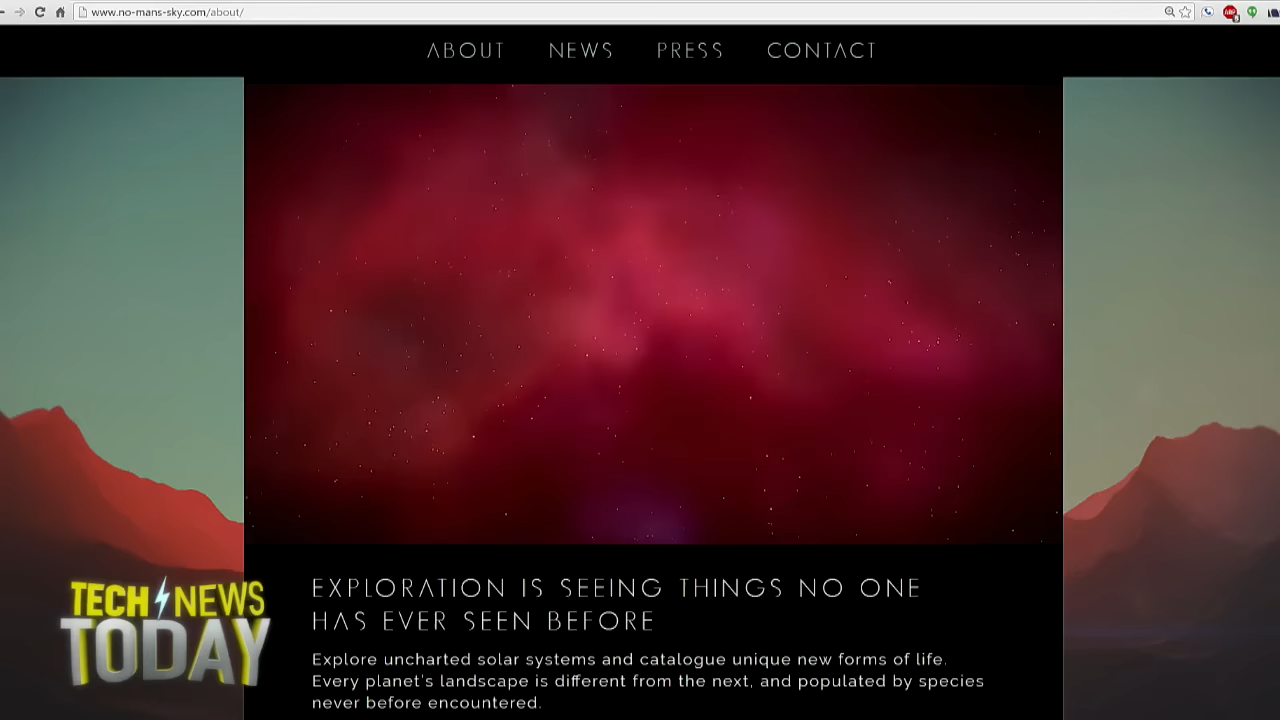 www.no-mans-sky.com/about/
ABOUT NEWS PRESS CONTACT
EXPLORATION IS SEEING THINGS NO ONE
HAS EVER SEEN BEFORE
Explore uncharted solar systems and catalogue unique new forms of life.
Every planet's landscape is different from the next, and populated by species
never before encountered.
TECH NEWS
TODAY